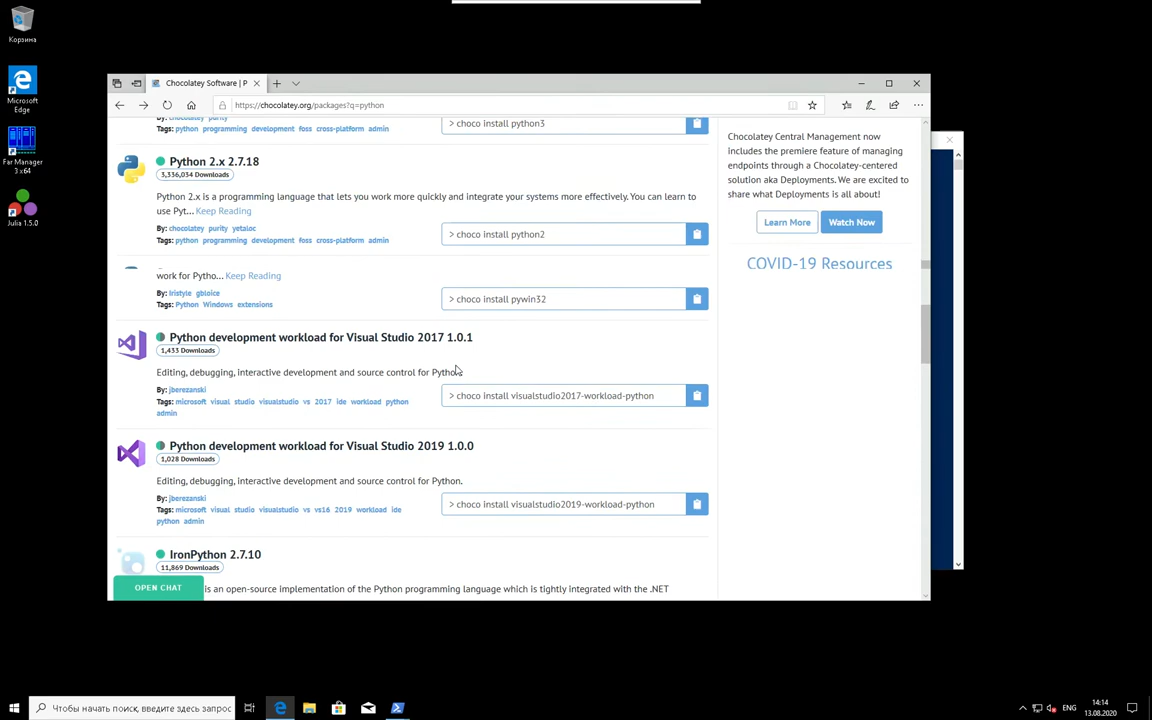 Корзина
Microsoft
Edge
Far Manager
3 x64
Julia 1.5.0
Chocolatey Software | P
https://chocolatey.org/packages?q=python
By: chocolatey purity
Tags: python programming development foss cross-platform admin
> choco install python3
Python 2.x 2.7.18
3,336,034 Downloads
Python 2.x is a programming language that lets you work more quickly and integrate your systems more effectively. You can learn to
use Pyt... Keep Reading
By: chocolatey purity yetaloc
Tags: python programming development foss cross-platform admin
> choco install python2
work for Pytho... Keep Reading
By: Iristyle gbloice
Tags: Python Windows extensions
> choco install pywin32
Python development workload for Visual Studio 2017 1.0.1
1,433 Downloads
Editing, debugging, interactive development and source control for Python.
By: jberezanski
Tags: microsoft visual studio visualstudio vs 2017 ide workload python
admin
> choco install visualstudio2017-workload-python
Python development workload for Visual Studio 2019 1.0.0
1,028 Downloads
Editing, debugging, interactive development and source control for Python.
By: jberezanski
Tags: microsoft visual studio visualstudio vs vs16 2019 workload ide
python admin
> choco install visualstudio2019-workload-python
IronPython 2.7.10
11,869 Downloads
is an open-source implementation of the Python programming language which is tightly integrated with the .NET
OPEN CHAT
Chocolatey Central Management now
includes the premiere feature of managing
endpoints through a Chocolatey-centered
solution aka Deployments. We are excited to
share what Deployments is all about!
Learn More
Watch Now
COVID-19 Resources
Чтобы начать поиск, введите здесь запрос
ENG
14:14
13.08.2020